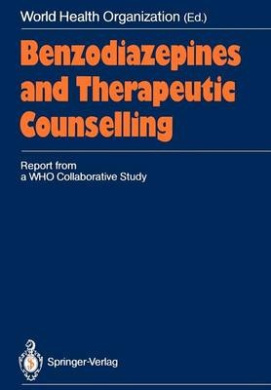 World Health Organization (Ed.)
Benzodiazepines
and Therapeutic
Counselling
Report from
a WHO Collaborative Study
Springer-Verlag